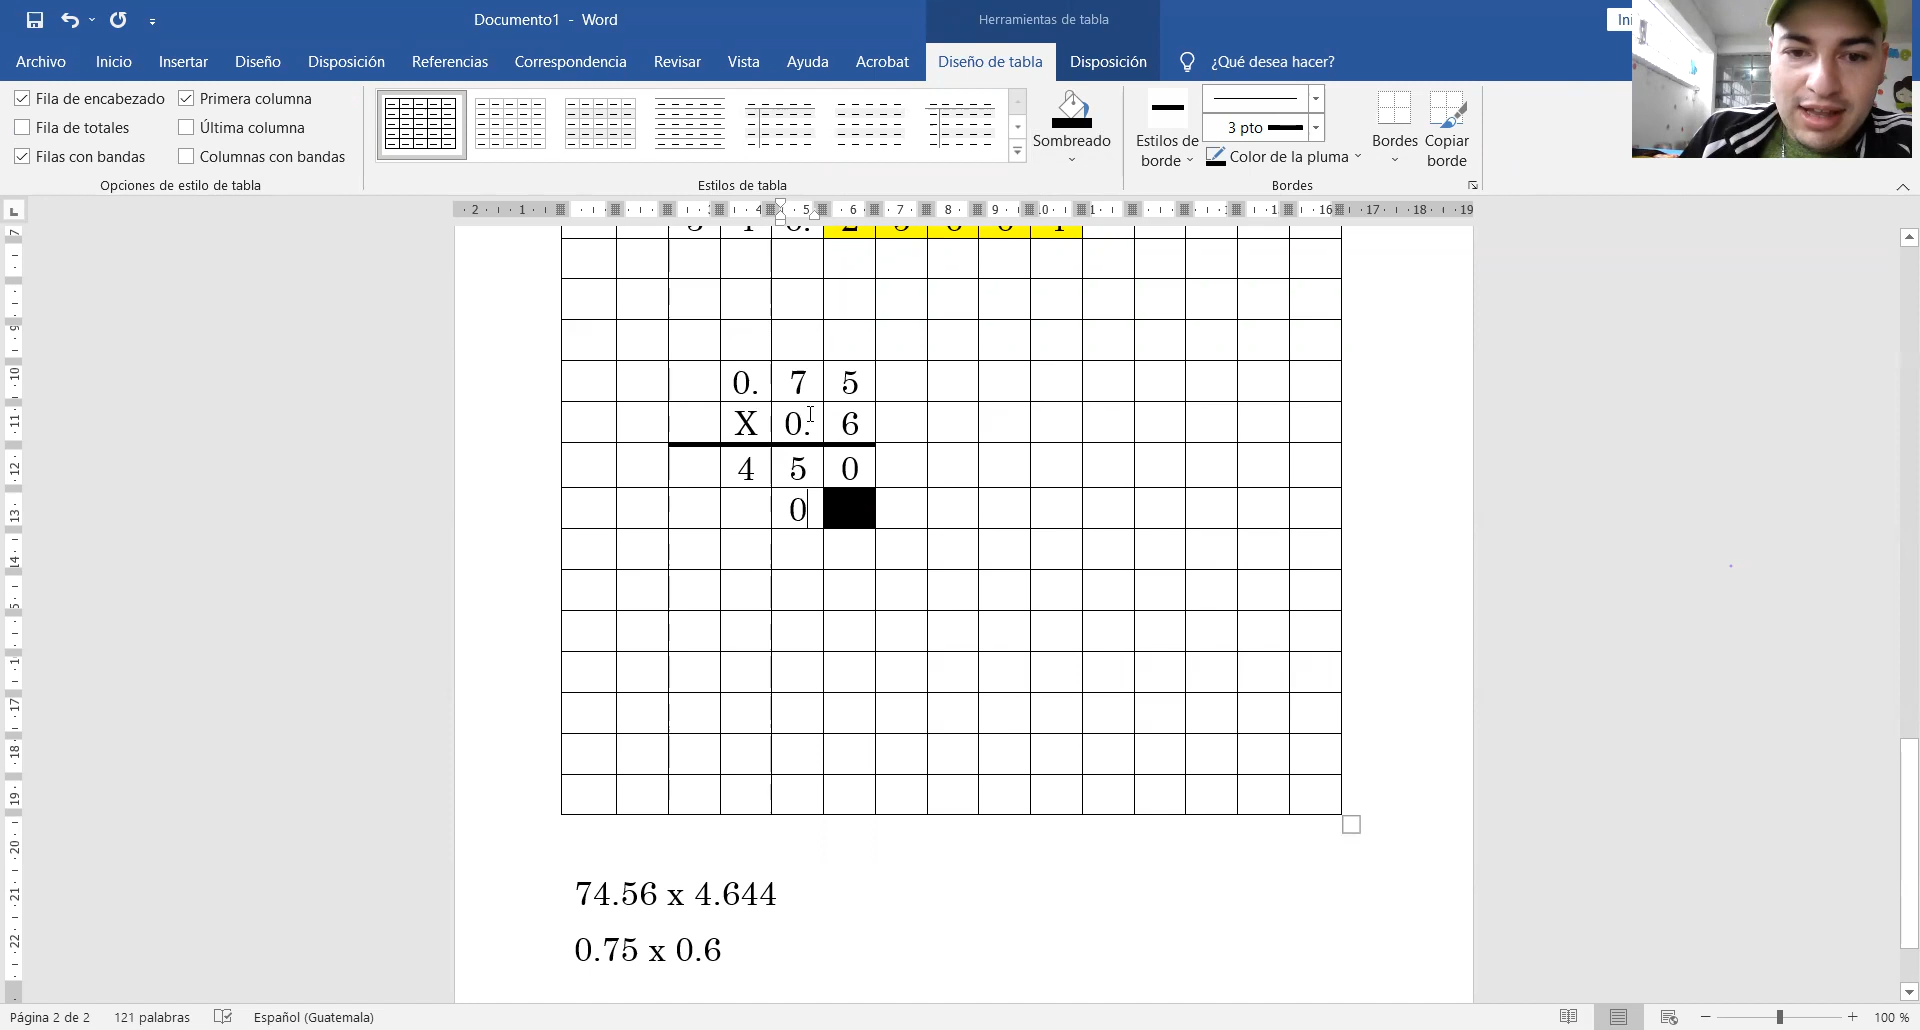 Documento1 - Word
Herramientas de tabla
Ini
Archivo Inicio Insertar Diseño Disposición Referencias Correspondencia Revisar Vista Ayuda Acrobat Diseño de tabla Disposición ¿Qué desea hacer?
Fila de encabezado Primera columna
Fila de totales Última columna
Filas con bandas Columnas con bandas
Opciones de estilo de tabla
Estilos de tabla
Sombreado
Estilos de borde
3 pto
Color de la pluma
Bordes
Copiar borde
Bordes
0. 7 5
X 0. 6
4 5 0
0
74.56 x 4.644
0.75 x 0.6
Página 2 de 2 121 palabras Español (Guatemala) 100 %